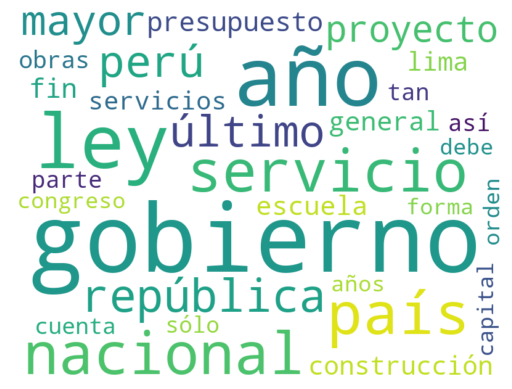 mayor presupuesto proyecto
obras perú año lima
fin servicios tan
ley último general así
servicio debe
parte
congreso escuela forma
gobierno orden
república años
país capital
cuenta sólo
nacional construcción